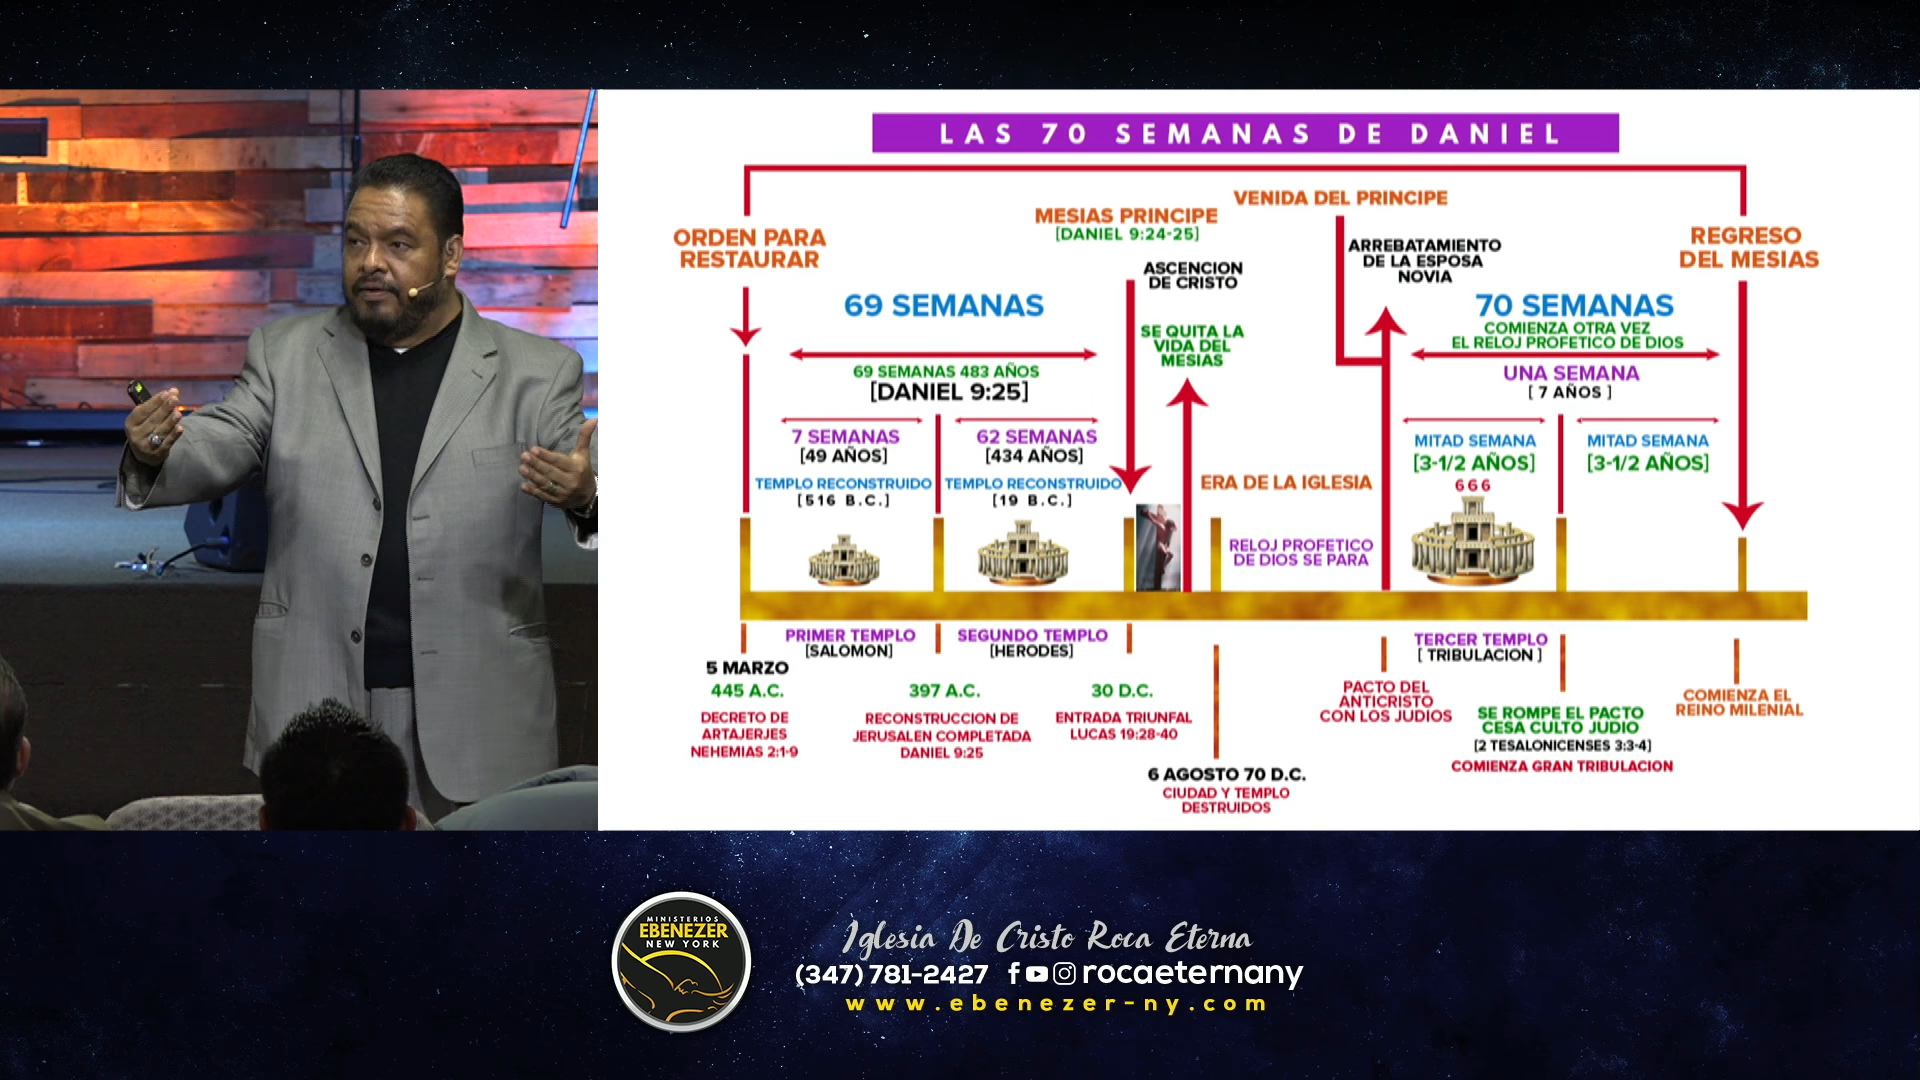 LAS 70 SEMANAS DE DANIEL
ORDEN PARA
RESTAURAR
69 SEMANAS
69 SEMANAS 483 AÑOS
[DANIEL 9:25]
7 SEMANAS
[49 AÑOS]
62 SEMANAS
[434 AÑOS]
TEMPLO RECONSTRUIDO
[516 B.C.]
TEMPLO RECONSTRUIDO
[19 B.C.]
MESIAS PRINCIPE
[DANIEL 9:24-25]
ASCENCION
DE CRISTO
SE QUITA LA
VIDA DEL
MESIAS
VENIDA DEL PRINCIPE
ARREBATAMIENTO
DE LA ESPOSA
NOVIA
ERA DE LA IGLESIA
RELOJ PROFETICO
DE DIOS SE PARA
REGRESO
DEL MESIAS
70 SEMANAS
COMIENZA OTRA VEZ
EL RELOJ PROFETICO DE DIOS
UNA SEMANA
[ 7 AÑOS ]
MITAD SEMANA
[3-1/2 AÑOS]
666
MITAD SEMANA
[3-1/2 AÑOS]
PRIMER TEMPLO
[SALOMON]
SEGUNDO TEMPLO
[HERODES]
TERCER TEMPLO
[ TRIBULACION ]
5 MARZO
445 A.C.
DECRETO DE
ARTAJERJES
NEHEMIAS 2:1-9
397 A.C.
RECONSTRUCCION DE
JERUSALEN COMPLETADA
DANIEL 9:25
30 D.C.
ENTRADA TRIUNFAL
LUCAS 19:28-40
6 AGOSTO 70 D.C.
CIUDAD Y TEMPLO
DESTRUIDOS
PACTO DEL
ANTICRISTO
CON LOS JUDIOS
SE ROMPE EL PACTO
CESA CULTO JUDIO
[2 TESALONICENSES 3:3-4]
COMIENZA GRAN TRIBULACION
COMIENZA EL
REINO MILENIAL
MINISTERIOS
EBENEZER
NEW YORK
Iglesia De Cristo Roca Eterna
(347) 781-2427 rocaeternany
www.ebenezer-ny.com